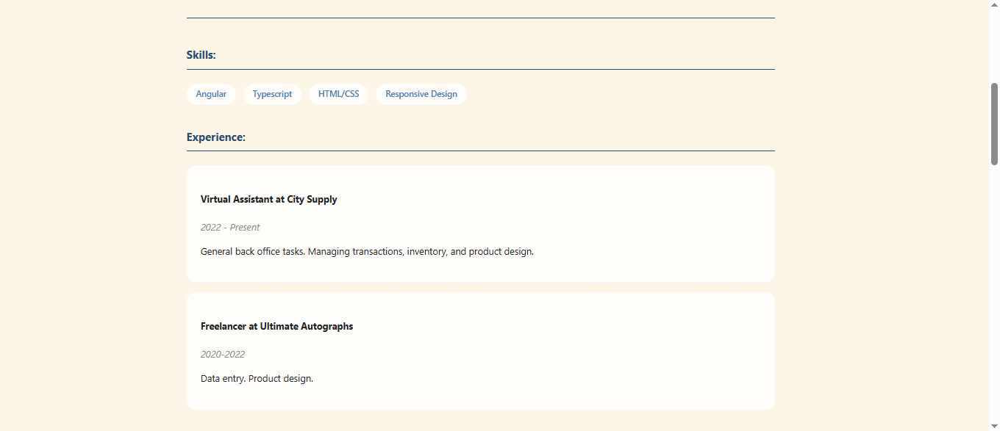 Skills:
Angular Typescript HTML/CSS Responsive Design
Experience:
Virtual Assistant at City Supply
2022 - Present
General back office tasks. Managing transactions, inventory, and product design.
Freelancer at Ultimate Autographs
2020-2022
Data entry. Product design.